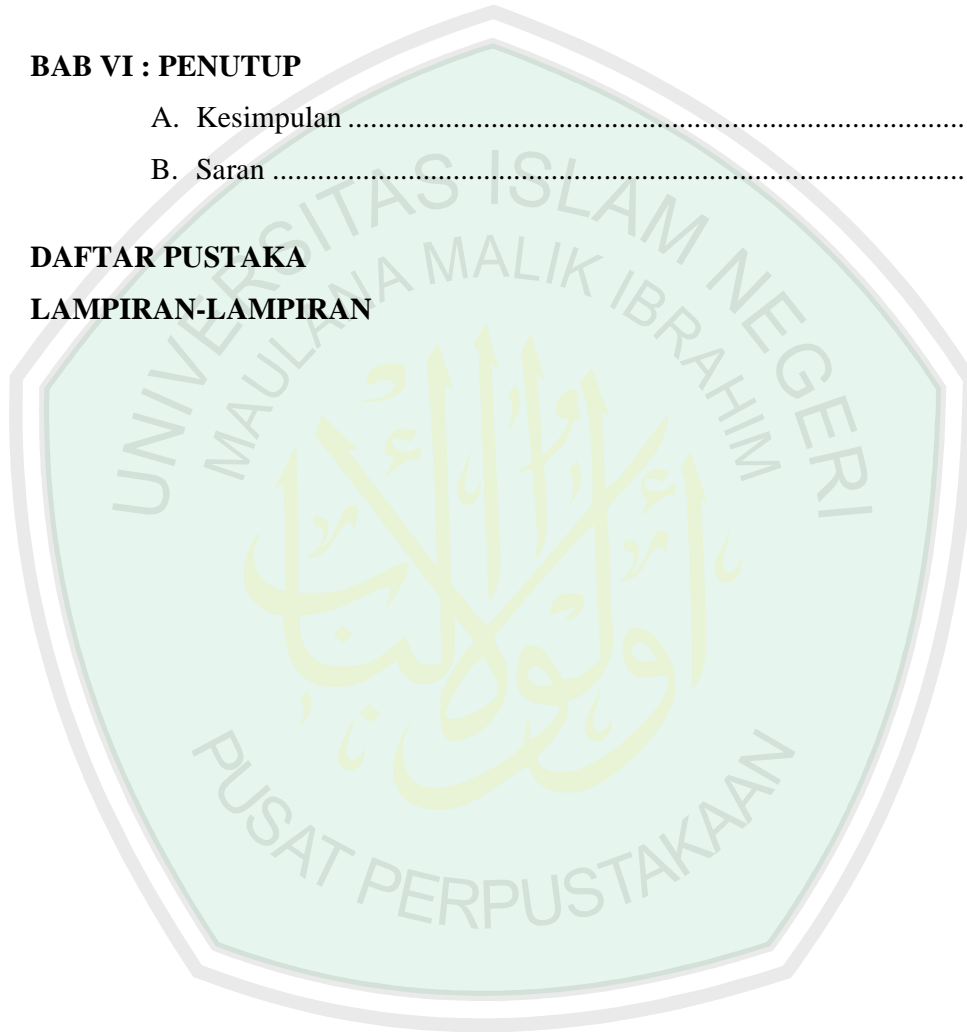 BAB VI : PENUTUP
A. Kesimpulan ..................................................................................
B. Saran ............................................................................................
DAFTAR PUSTAKA
LAMPIRAN-LAMPIRAN
UNIVERSITAS ISLAM NEGERI
MAULANA MALIK IBRAHIM
PUSAT PERPUSTAKAAN